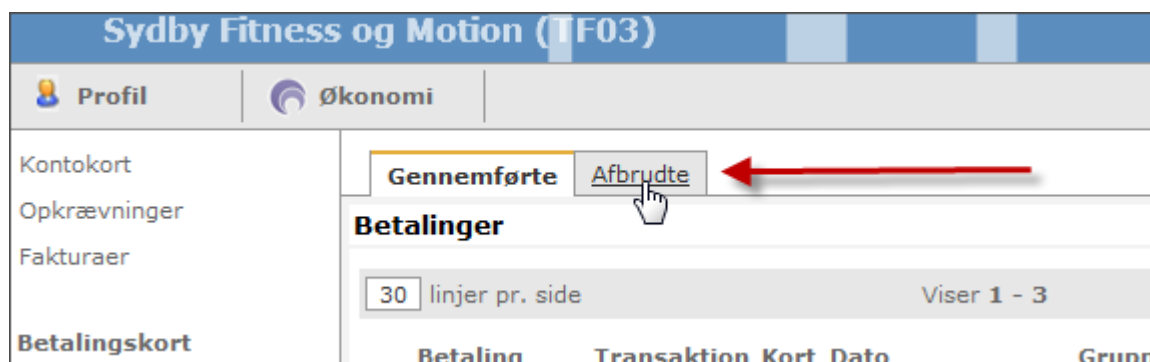 Sydby Fitness og Motion (TF03)
Profil
Økonomi
Kontokort
Opkrævninger
Fakturaer
Betalingskort
Gennemførte
Afbrudte
Betalinger
30 linjer pr. side
Viser 1 - 3
Betaling Transaktion Kort Dato